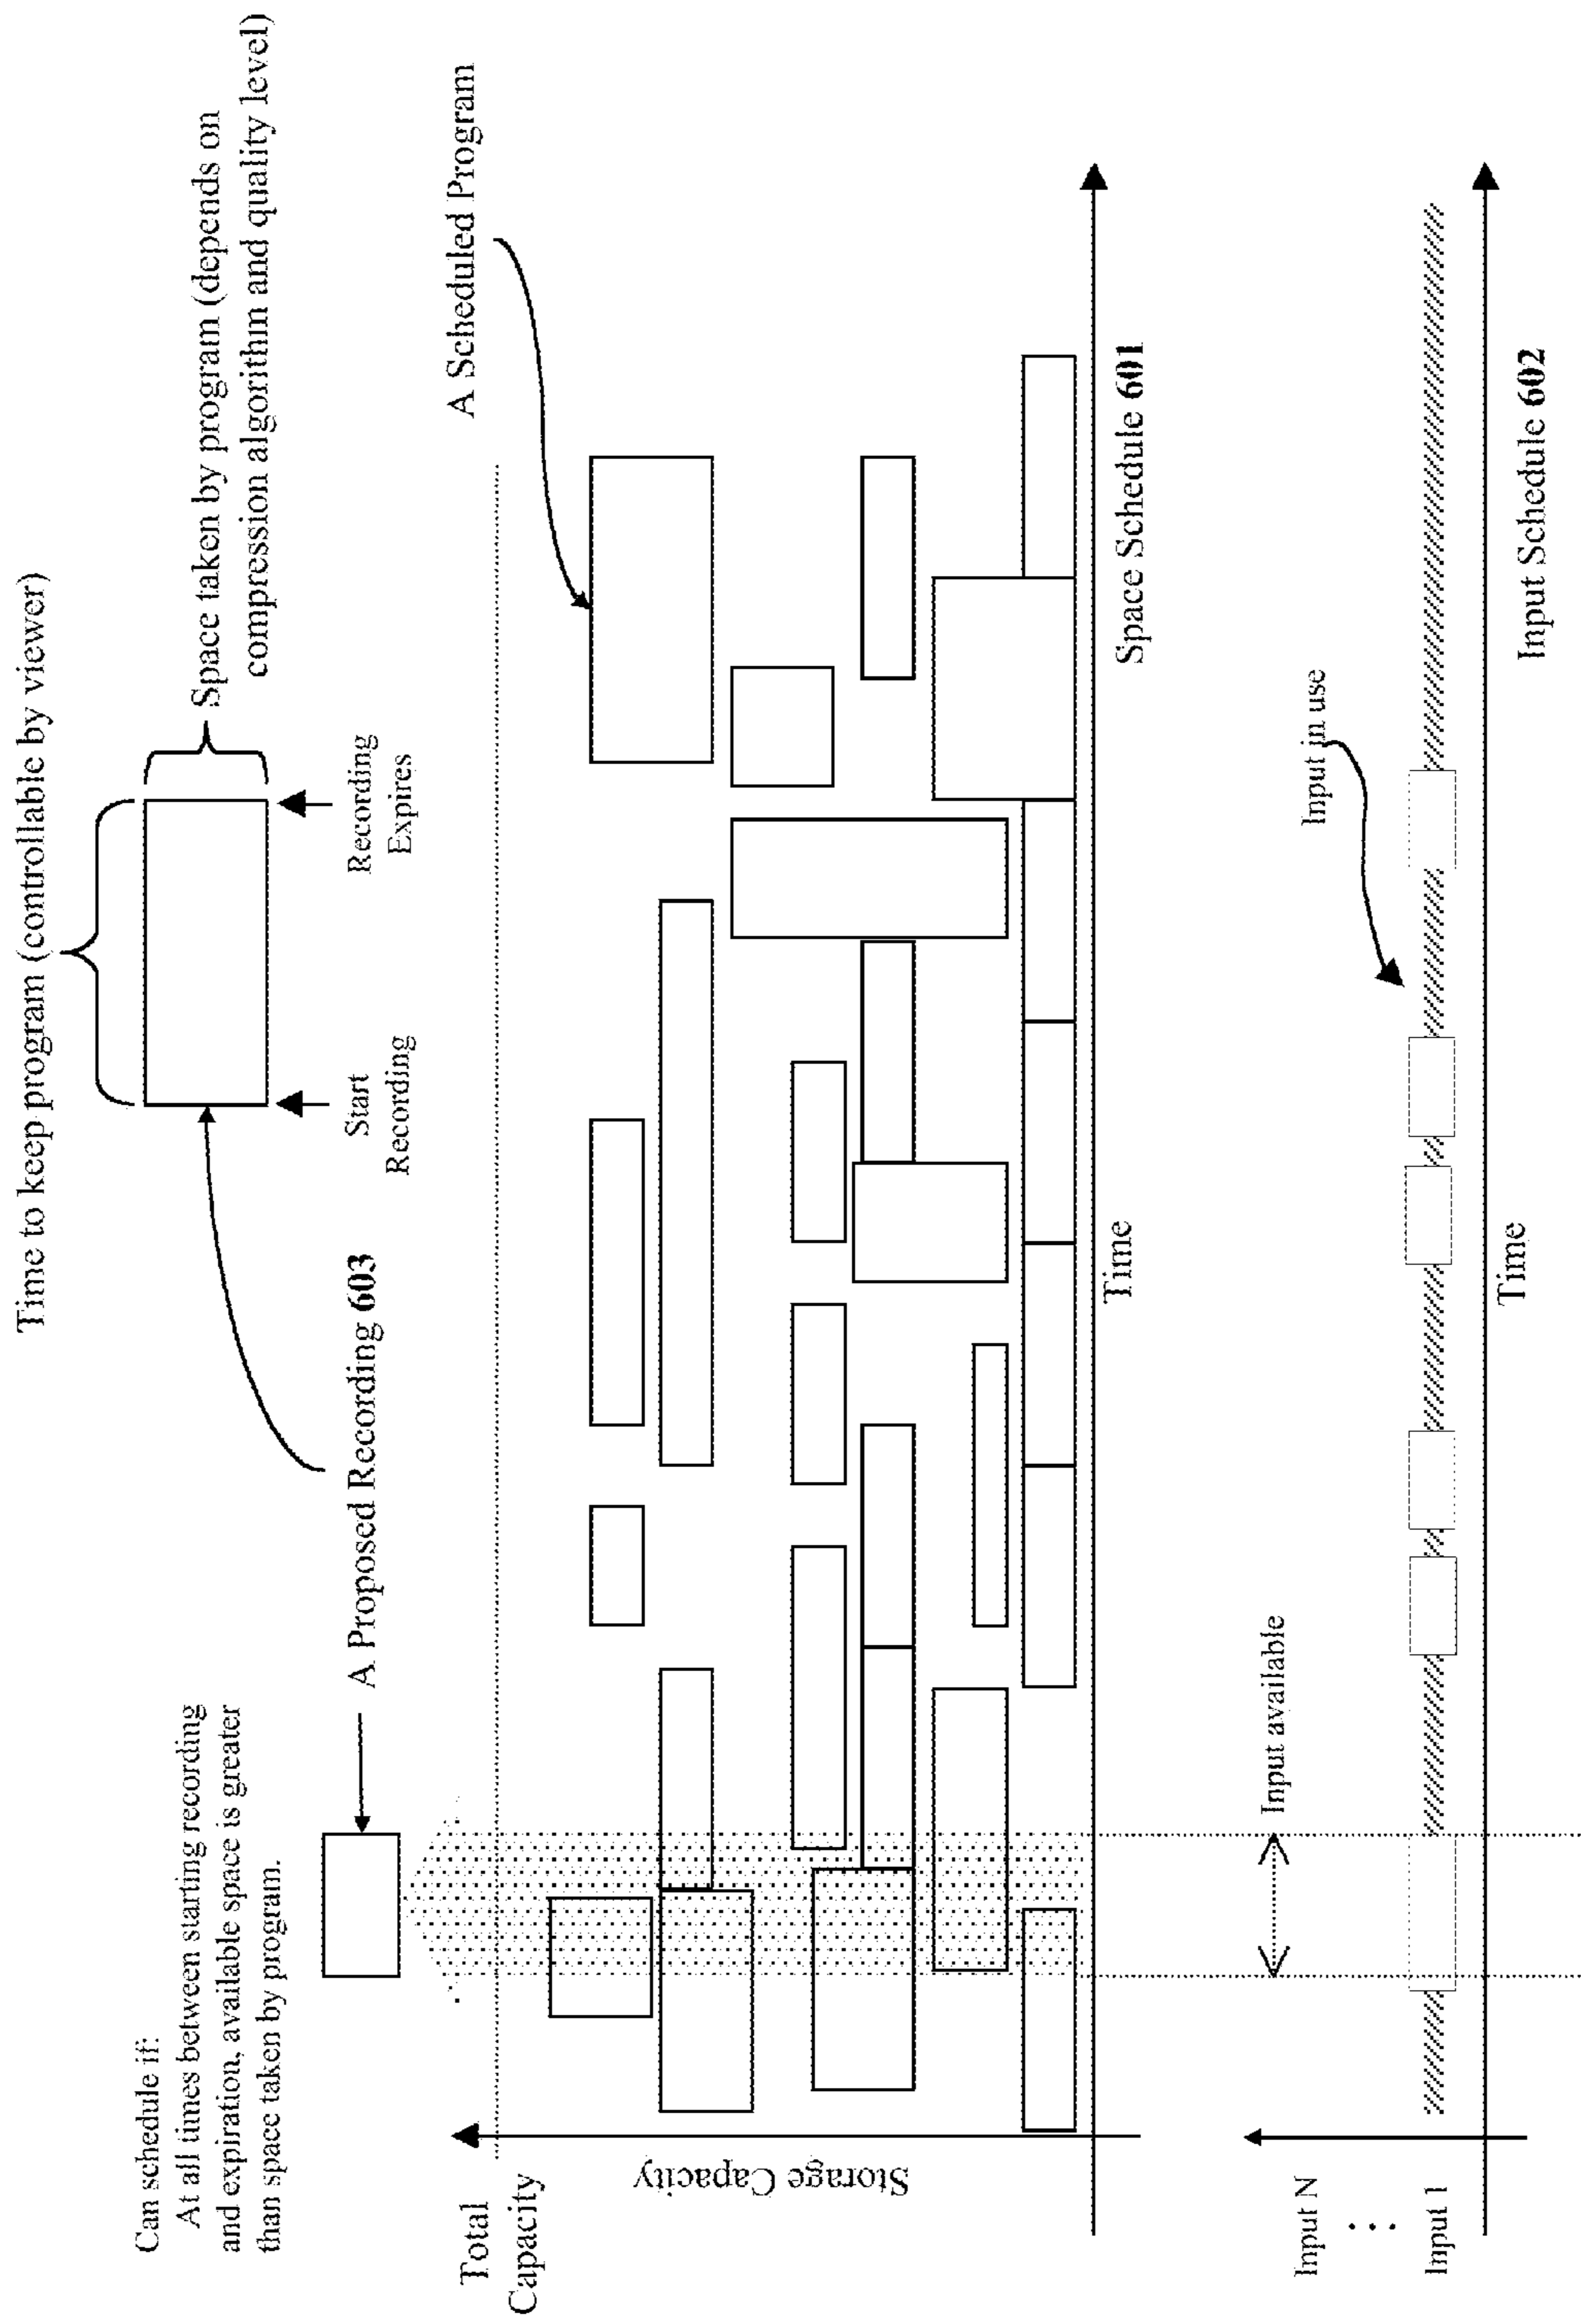 Time to keep program (controllable by viewer)
Can schedule if:
At all times between starting recording
and expiration, available space is greater
than space taken by program.
Space taken by program (depends on
compression algorithm and quality level)
A Proposed Recording 603
Start
Recording
Recording
Expires
A Scheduled Program
Total
Capacity
Storage Capacity
Time
Space Schedule 601
Input available
Input in use
Input N
⋮
Input 1
Time
Input Schedule 602